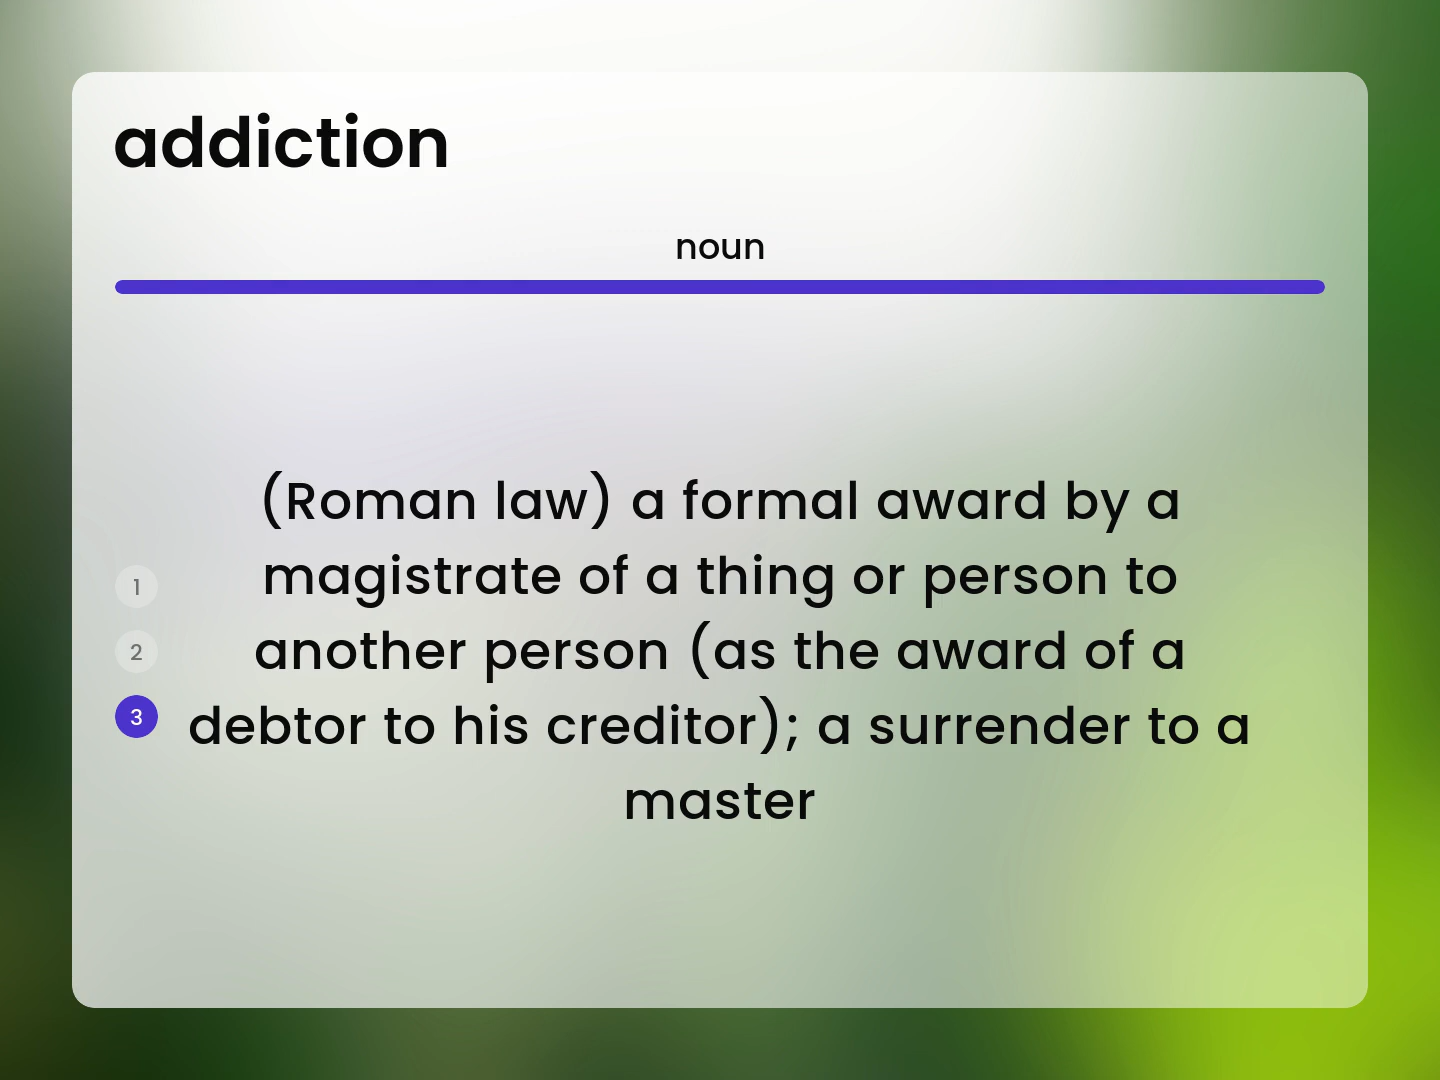 addiction
noun
(Roman law) a formal award by a
magistrate of a thing or person to
another person (as the award of a
debtor to his creditor); a surrender to a
master
1
2
3